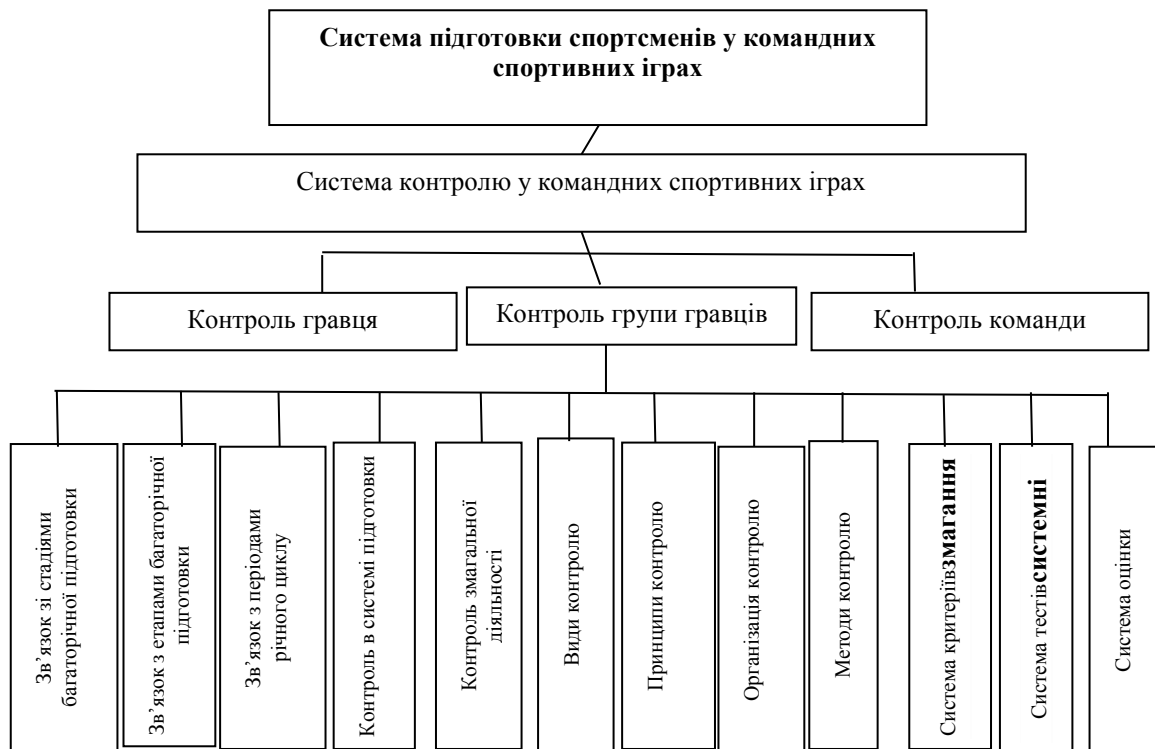 Система підготовки спортсменів у командних
спортивних іграх
Система контролю у командних спортивних іграх
Контроль гравця
Контроль групи гравців
Контроль команди
Зв’язок зі стадіями
багаторічної підготовки
Зв’язок з етапами багаторічної
підготовки
Зв’язок з періодами
річного циклу
Контроль в системі підготовки
Контроль змагальної
діяльності
Види контролю
Принципи контролю
Організація контролю
Методи контролю
Система критеріївзмагання
Система тестівсистемні
Система оцінки